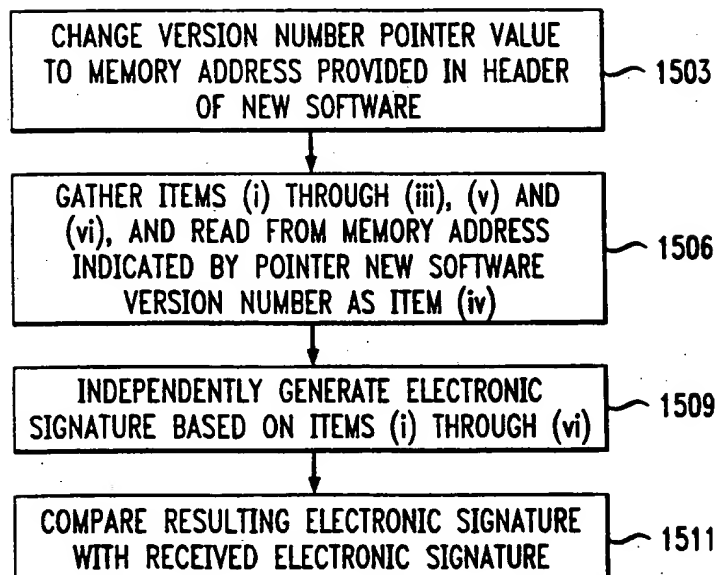 CHANGE VERSION NUMBER POINTER VALUE
TO MEMORY ADDRESS PROVIDED IN HEADER
OF NEW SOFTWARE
1503
GATHER ITEMS (i) THROUGH (iii), (v) AND
(vi), AND READ FROM MEMORY ADDRESS
INDICATED BY POINTER NEW SOFTWARE
VERSION NUMBER AS ITEM (iv)
1506
INDEPENDENTLY GENERATE ELECTRONIC
SIGNATURE BASED ON ITEMS (i) THROUGH (vi)
1509
COMPARE RESULTING ELECTRONIC SIGNATURE
WITH RECEIVED ELECTRONIC SIGNATURE
1511